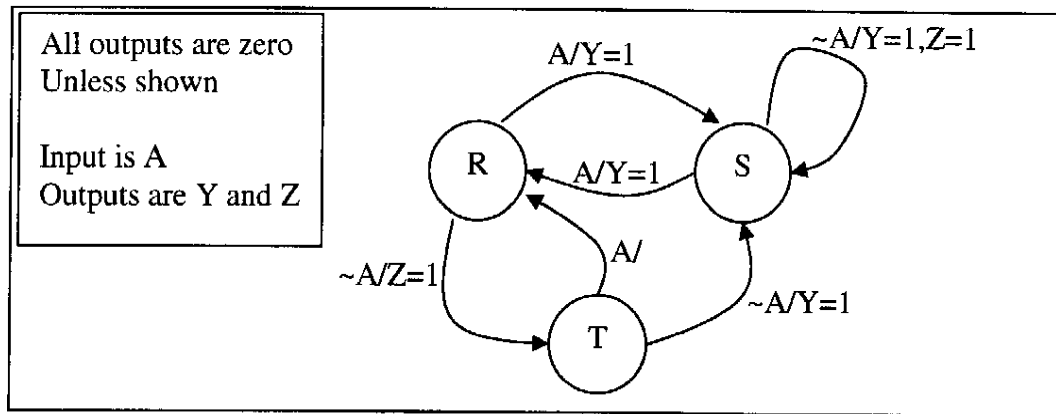 All outputs are zero
Unless shown
Input is A
Outputs are Y and Z
A/Y=1
~A/Y=1,Z=1
R
S
A/Y=1
~A/Z=1
A/
~A/Y=1
T